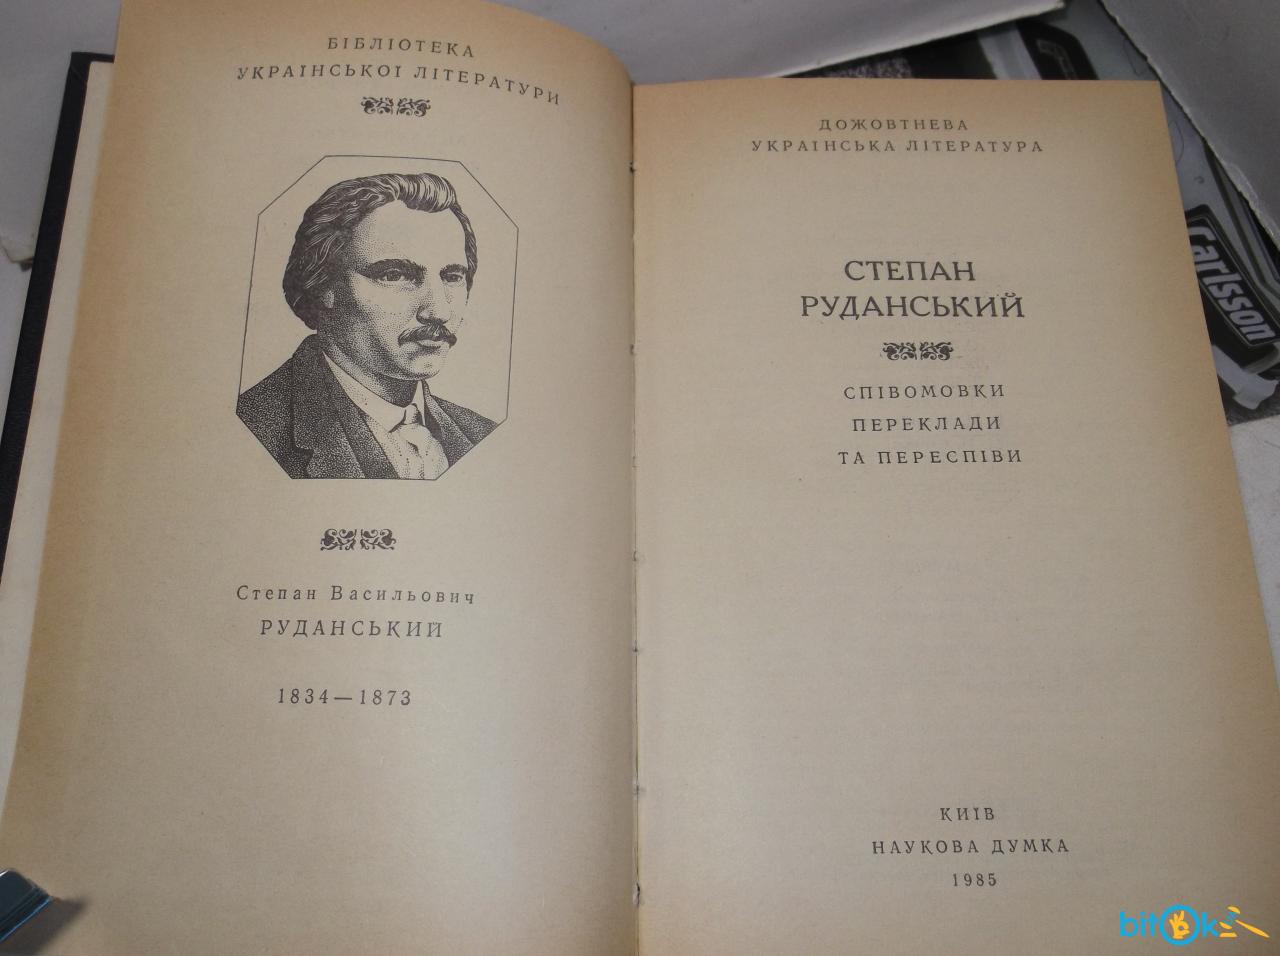 БІБЛІОТЕКА
УКРАЇНСЬКОЇ ЛІТЕРАТУРИ
Степан Васильович
РУДАНСЬКИЙ
1834—1873
ДОЖОВТНЕВА
УКРАЇНСЬКА ЛІТЕРАТУРА
СТЕПАН
РУДАНСЬКИЙ
СПІВОМОВКИ
ПЕРЕКЛАДИ
ТА ПЕРЕСПІВИ
КИЇВ
НАУКОВА ДУМКА
1985
Carlsson
bitok